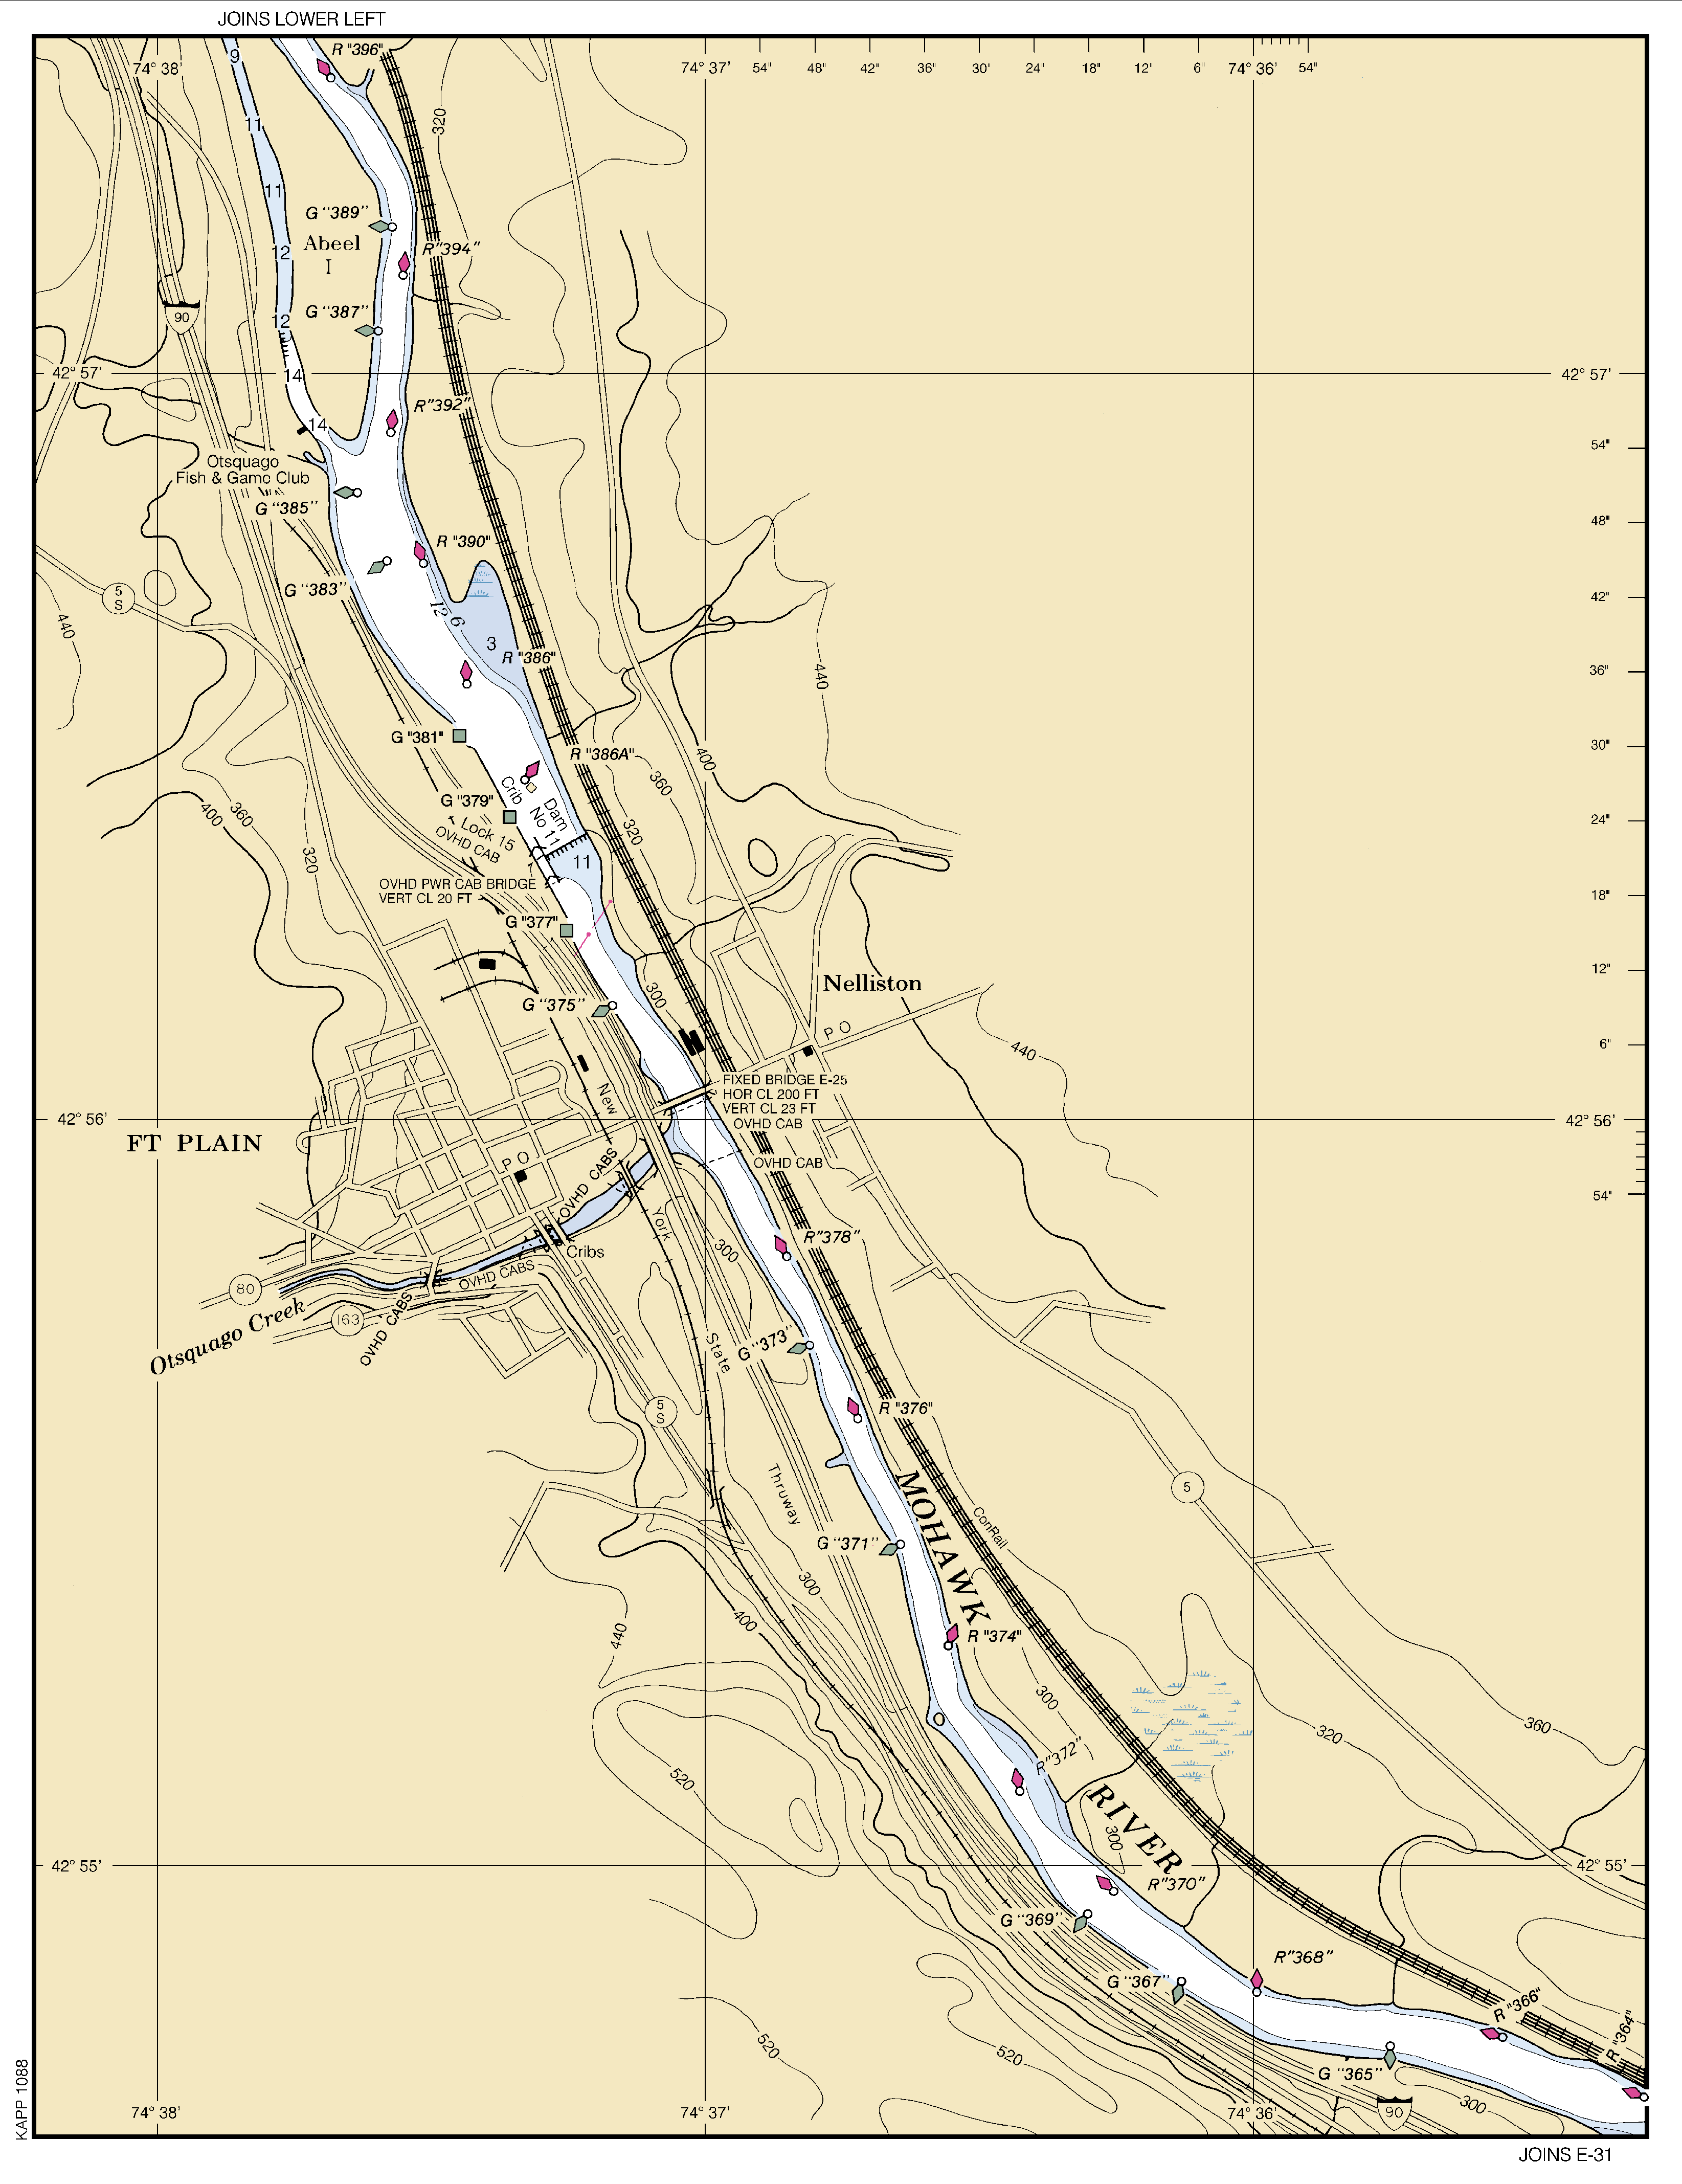 JOINS LOWER LEFT
R "396"
9
74° 38'
74° 37'
54"
48"
42"
36"
30"
24"
18"
12"
6"
74° 36'
54"
320
11
11
G "389"
Abeel
I
12
R "394"
G "387"
12
90
42° 57'
14
42° 57'
R "392"
14
54"
Otsquago
Fish & Game Club
G "385"
48"
R "390"
G "383"
5
S
42"
12
6
440
3
R "386"
36"
440
G "381"
30"
R "386A"
400
360
Crib
Dam
No 11
G "379"
Lock 15
OVHD CAB
400
360
320
320
24"
11
OVHD PWR CAB BRIDGE
VERT CL 20 FT
18"
G "377"
12"
Nelliston
300
G "375"
P O
6"
440
FIXED BRIDGE E-25
HOR CL 200 FT
VERT CL 23 FT
OVHD CAB
New
42° 56'
42° 56'
FT PLAIN
P O
OVHD CABS
OVHD CAB
54"
York
R "378"
300
Cribs
OVHD CABS
80
163
Otsquago Creek
OVHD CABS
State
G "373"
5
S
R "376"
Thruway
MOHAWK
5
ConRail
G "371"
300
400
440
R "374"
300
320
360
R "372"
520
RIVER
300
42° 55'
42° 55'
R "370"
G "369"
R "368"
G "367"
R "366"
R "364"
520
520
G "365"
300
90
74° 38'
74° 37'
74° 36'
KAPP 1088
JOINS E-31